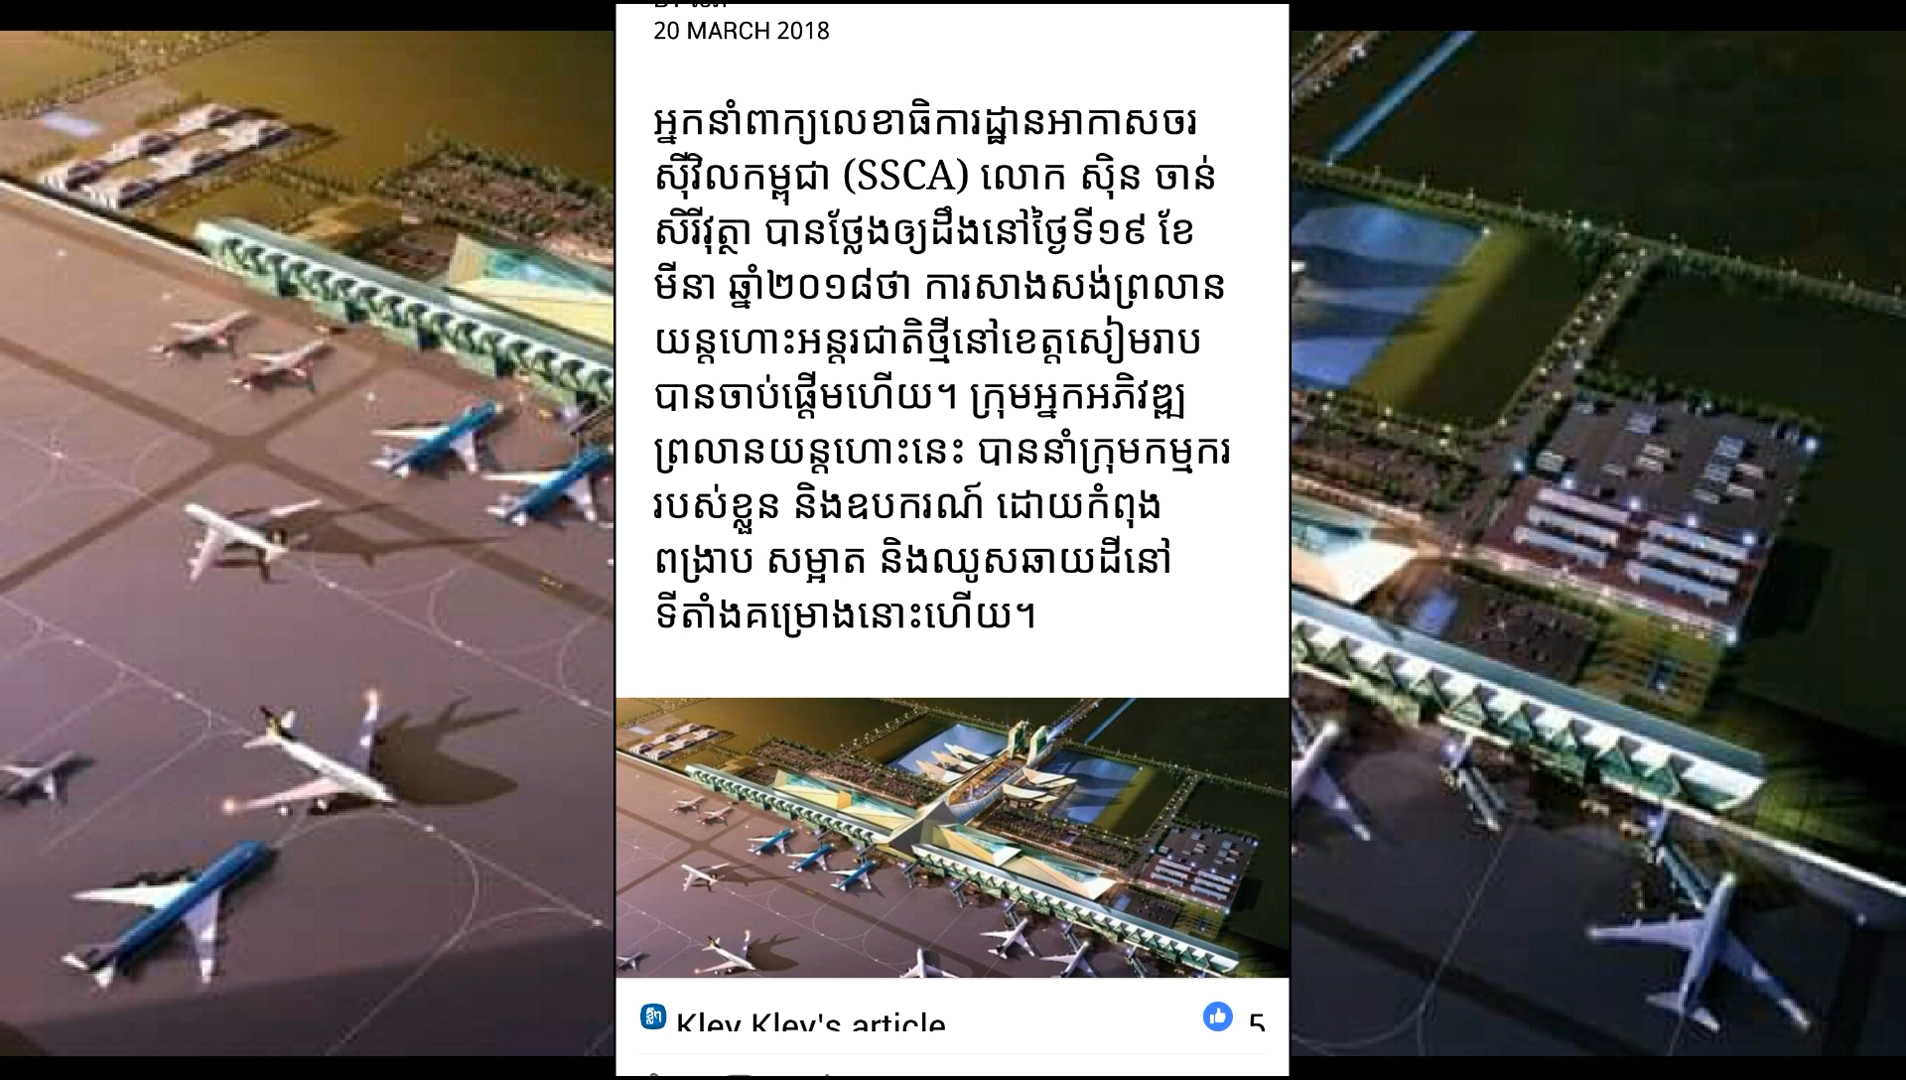 20 MARCH 2018
អ្នកនាំពាក្យលេខាធិការដ្ឋានអាកាសចរ
ស៊ីវិលកម្ពុជា (SSCA) លោក ស៊ិន ចាន់
សិរីវុត្ថា បានថ្លែងឲ្យដឹងនៅថ្ងៃទី១៩ ខែ
មីនា ឆ្នាំ២០១៨ថា ការសាងសង់ព្រលាន
យន្តហោះអន្តរជាតិថ្មីនៅខេត្តសៀមរាប
បានចាប់ផ្តើមហើយ។ ក្រុមអ្នកអភិវឌ្ឍ
ព្រលានយន្តហោះនេះ បាននាំក្រុមកម្មករ
របស់ខ្លួន និងឧបករណ៍ ដោយកំពុង
ពង្រាប សម្អាត និងឈូសឆាយដីនៅ
ទីតាំងគម្រោងនោះហើយ។
Kley Kley's article
5